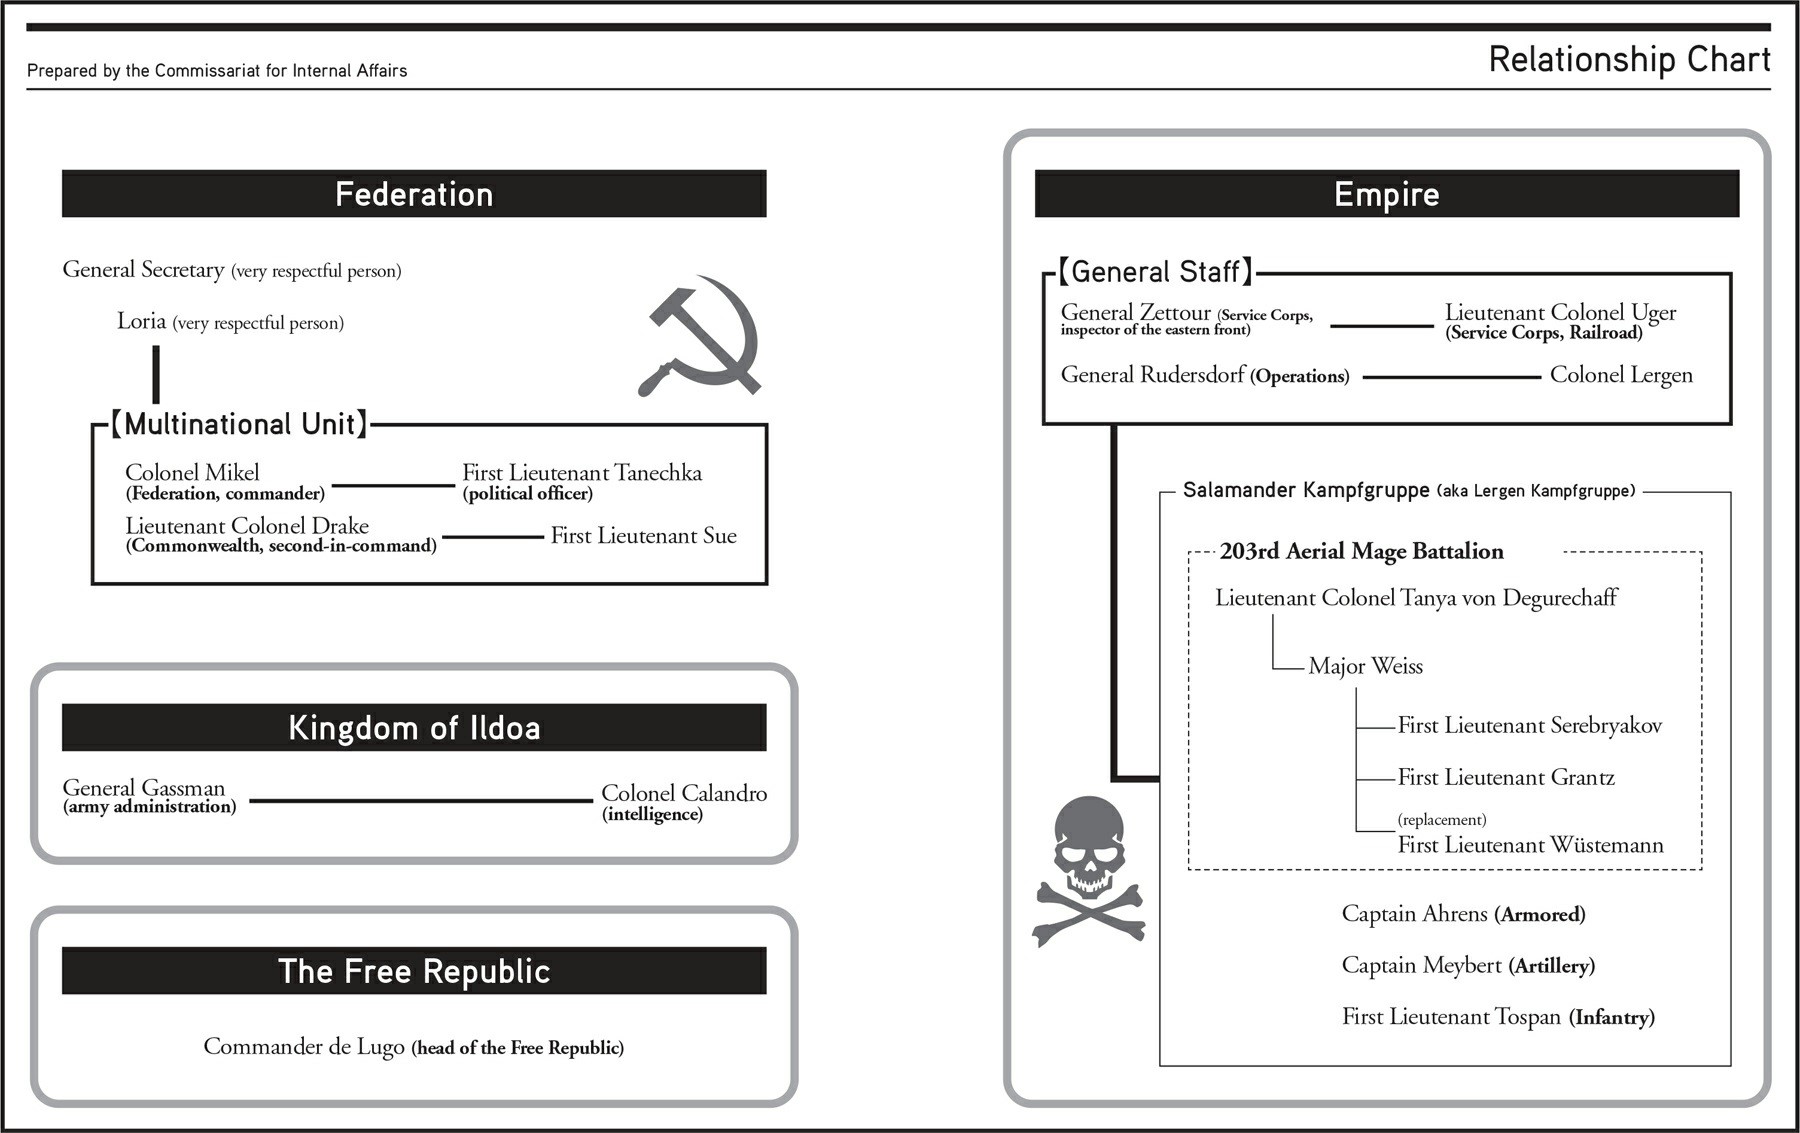 Prepared by the Commissariat for Internal Affairs
Relationship Chart
Federation
General Secretary (very respectful person)
Loria (very respectful person)
【Multinational Unit】
Colonel Mikel
(Federation, commander)
First Lieutenant Tanechka
(political officer)
Lieutenant Colonel Drake
(Commonwealth, second-in-command)
First Lieutenant Sue
Kingdom of Ildoa
General Gassman
(army administration)
Colonel Calandro
(intelligence)
The Free Republic
Commander de Lugo (head of the Free Republic)
Empire
【General Staff】
General Zettour (Service Corps,
inspector of the eastern front)
Lieutenant Colonel Uger
(Service Corps, Railroad)
General Rudersdorf (Operations)
Colonel Lergen
Salamander Kampfgruppe (aka Lergen Kampfgruppe)
203rd Aerial Mage Battalion
Lieutenant Colonel Tanya von Degurechaff
Major Weiss
First Lieutenant Serebryakov
First Lieutenant Grantz
(replacement)
First Lieutenant Wüstemann
Captain Ahrens (Armored)
Captain Meybert (Artillery)
First Lieutenant Tospan (Infantry)